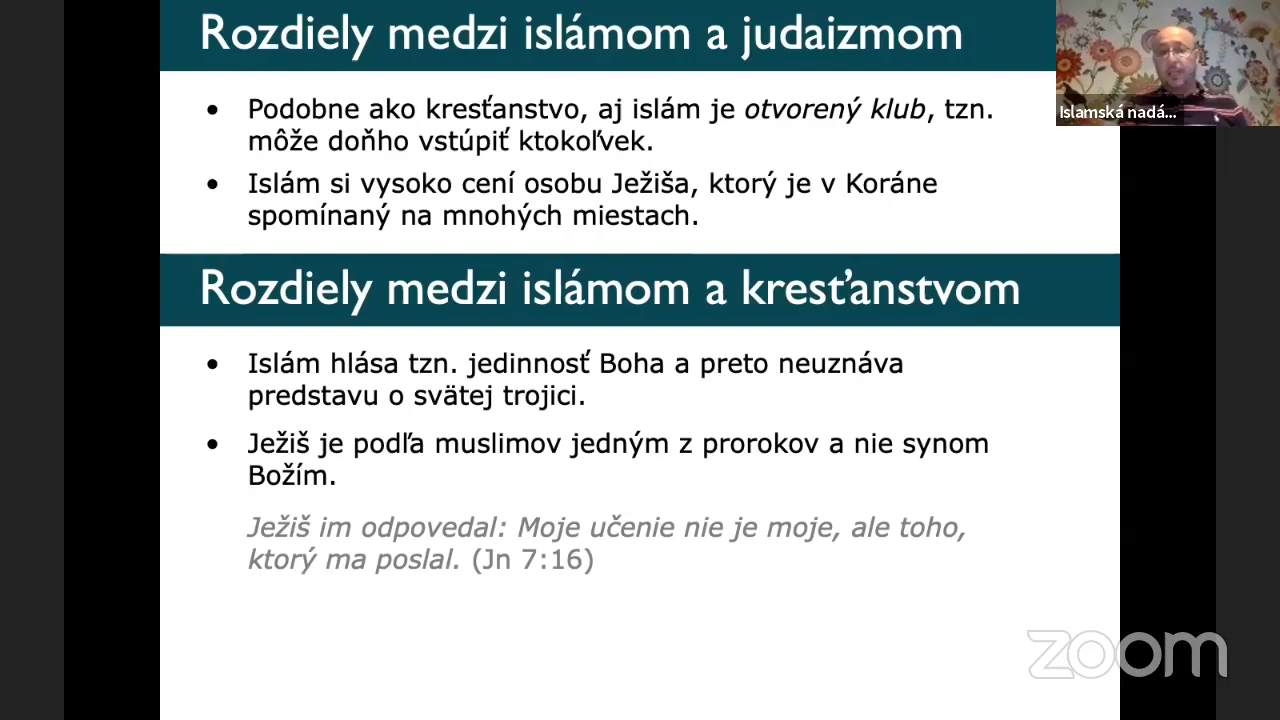 Rozdiely medzi islámom a judaizmom
Islamská nadá...
• Podobne ako kresťanstvo, aj islám je otvorený klub, tzn.
môže doňho vstúpiť ktokoľvek.
• Islám si vysoko cení osobu Ježiša, ktorý je v Koráne
spomínaný na mnohých miestach.
Rozdiely medzi islámom a kresťanstvom
• Islám hlása tzn. jedinnosť Boha a preto neuznáva
predstavu o svätej trojici.
• Ježiš je podľa muslimov jedným z prorokov a nie synom
Božím.
Ježiš im odpovedal: Moje učenie nie je moje, ale toho,
ktorý ma poslal. (Jn 7:16)
zoom